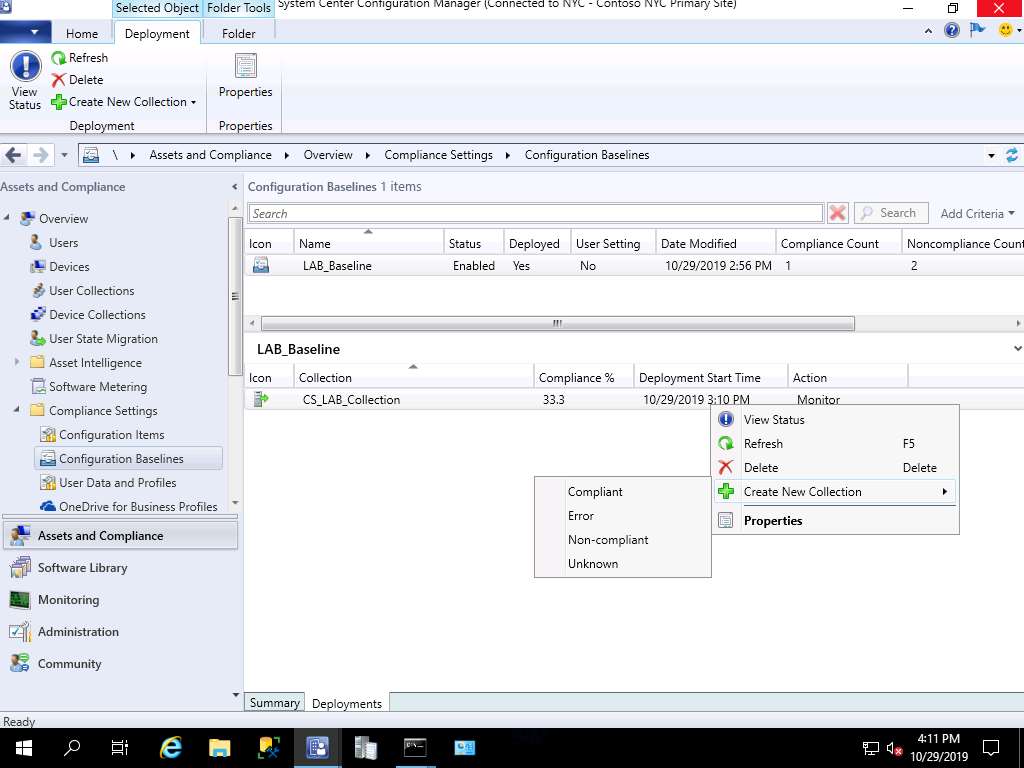 Selected Object Folder Tools System Center Configuration Manager (Connected to NYC - Contoso NYC Primary Site)
Home Deployment Folder
View Status
Refresh
Delete
Create New Collection
Deployment
Properties
Properties
\ Assets and Compliance Overview Compliance Settings Configuration Baselines
Assets and Compliance
Overview
Users
Devices
User Collections
Device Collections
User State Migration
Asset Intelligence
Software Metering
Compliance Settings
Configuration Items
Configuration Baselines
User Data and Profiles
OneDrive for Business Profiles
Assets and Compliance
Software Library
Monitoring
Administration
Community
Configuration Baselines 1 items
Search Search Add Criteria
Icon Name Status Deployed User Setting Date Modified Compliance Count Noncompliance Count
LAB_Baseline Enabled Yes No 10/29/2019 2:56 PM 1 2
LAB_Baseline
Icon Collection Compliance % Deployment Start Time Action
CS_LAB_Collection 33.3 10/29/2019 3:10 PM Monitor
View Status
Refresh F5
Delete Delete
Create New Collection
Properties
Compliant
Error
Non-compliant
Unknown
Summary Deployments
Ready
4:11 PM
10/29/2019